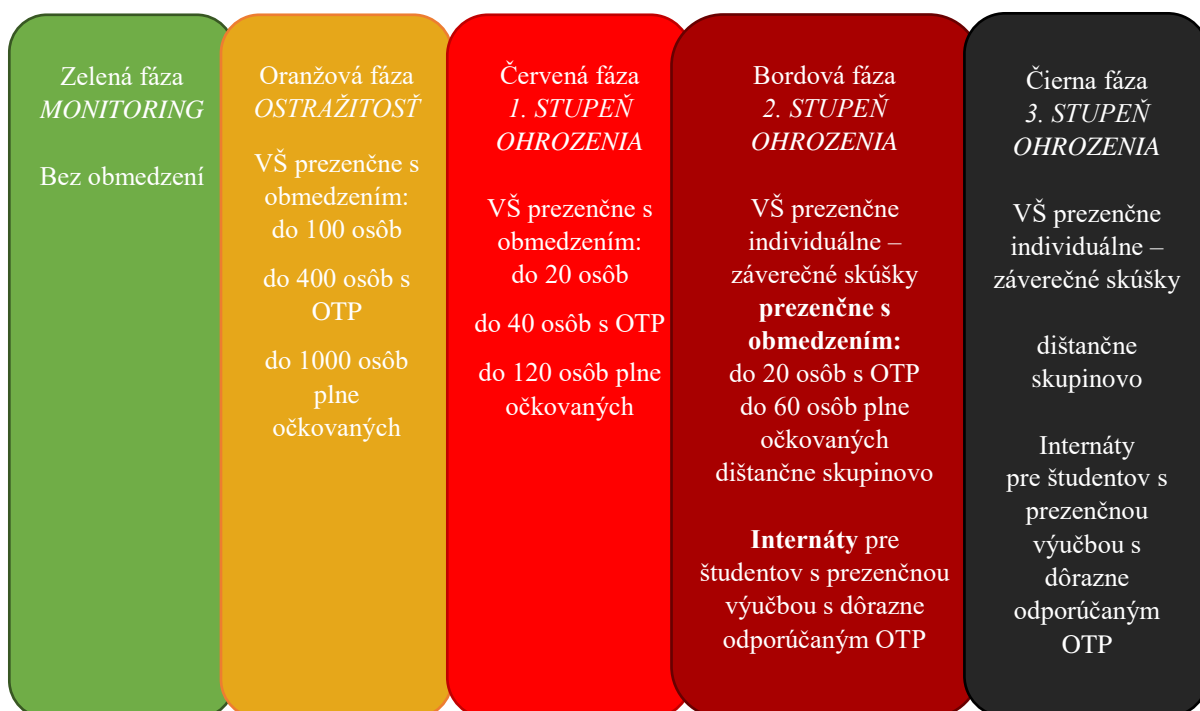 Zelená fáza
MONITORING
Bez obmedzení
Oranžová fáza
OSTRAŽITOSŤ
VŠ prezenčne s
obmedzením:
do 100 osôb
do 400 osôb s
OTP
do 1000 osôb
plne
očkovaných
Červená fáza
1. STUPEŇ
OHROZENIA
VŠ prezenčne s
obmedzením:
do 20 osôb
do 40 osôb s OTP
do 120 osôb plne
očkovaných
Bordová fáza
2. STUPEŇ
OHROZENIA
VŠ prezenčne
individuálne –
záverečné skúšky
prezenčne s
obmedzením:
do 20 osôb s OTP
do 60 osôb plne
očkovaných
dištančne skupinovo
Internáty pre
študentov s prezenčnou
výučbou s dôrazne
odporúčaným OTP
Čierna fáza
3. STUPEŇ
OHROZENIA
VŠ prezenčne
individuálne –
záverečné skúšky
dištančne
skupinovo
Internáty
pre študentov s
prezenčnou
výučbou s
dôrazne
odporúčaným
OTP